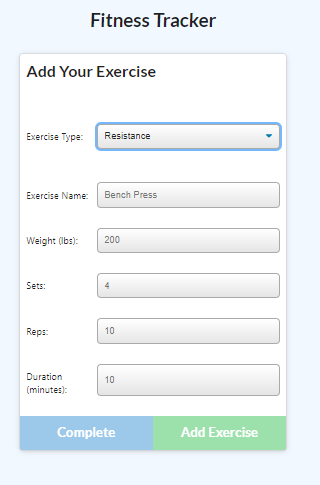 Fitness Tracker
Add Your Exercise
Exercise Type: Resistance
Exercise Name: Bench Press
Weight (lbs): 200
Sets: 4
Reps: 10
Duration
(minutes): 10
Complete Add Exercise